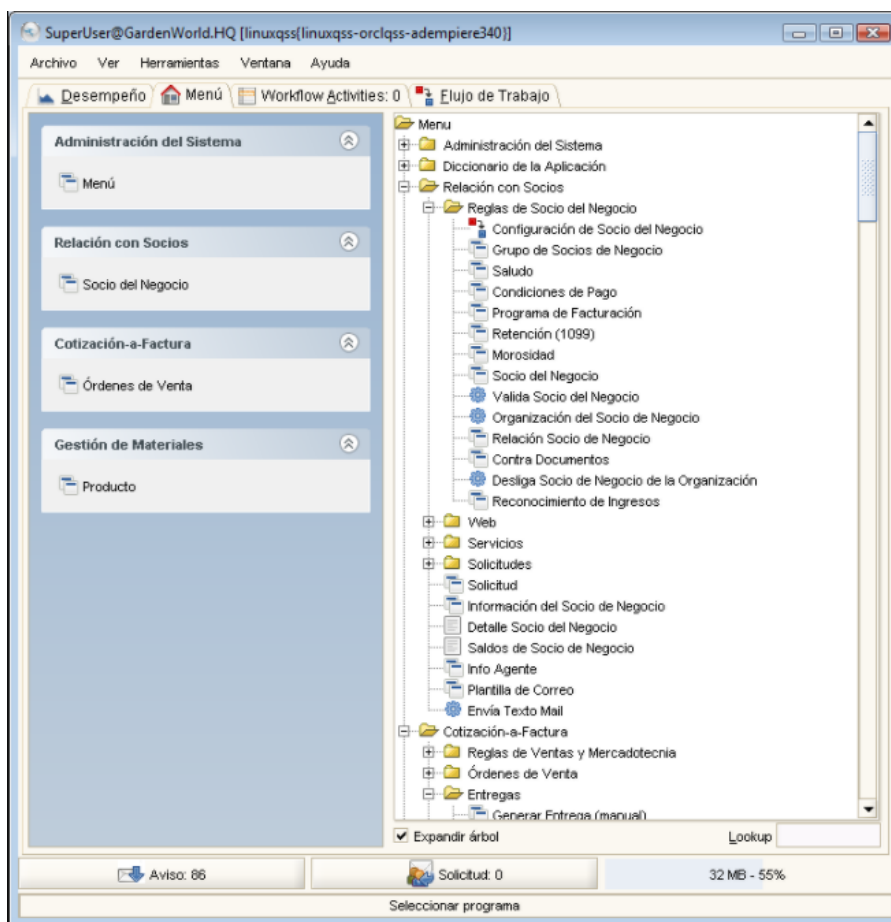 SuperUser@GardenWorld.HQ [linuxqss{linuxqss-orclqss-adempiere340}]
Archivo Ver Herramientas Ventana Ayuda
Desempeño Menú Workflow Activities: 0 Flujo de Trabajo
Administración del Sistema
Menú
Relación con Socios
Socio del Negocio
Cotización-a-Factura
Órdenes de Venta
Gestión de Materiales
Producto
Menu
Administración del Sistema
Diccionario de la Aplicación
Relación con Socios
Reglas de Socio del Negocio
Configuración de Socio del Negocio
Grupo de Socios de Negocio
Saludo
Condiciones de Pago
Programa de Facturación
Retención (1099)
Morosidad
Socio del Negocio
Valida Socio del Negocio
Organización del Socio de Negocio
Relación Socio de Negocio
Contra Documentos
Desliga Socio de Negocio de la Organización
Reconocimiento de Ingresos
Web
Servicios
Solicitudes
Solicitud
Información del Socio de Negocio
Detalle Socio del Negocio
Saldos de Socio de Negocio
Info Agente
Plantilla de Correo
Envía Texto Mail
Cotización-a-Factura
Reglas de Ventas y Mercadotecnia
Órdenes de Venta
Entregas
Generar Entrega (manual)
Expandir árbol Lookup
Aviso: 86 Solicitud: 0 32 MB - 55%
Seleccionar programa